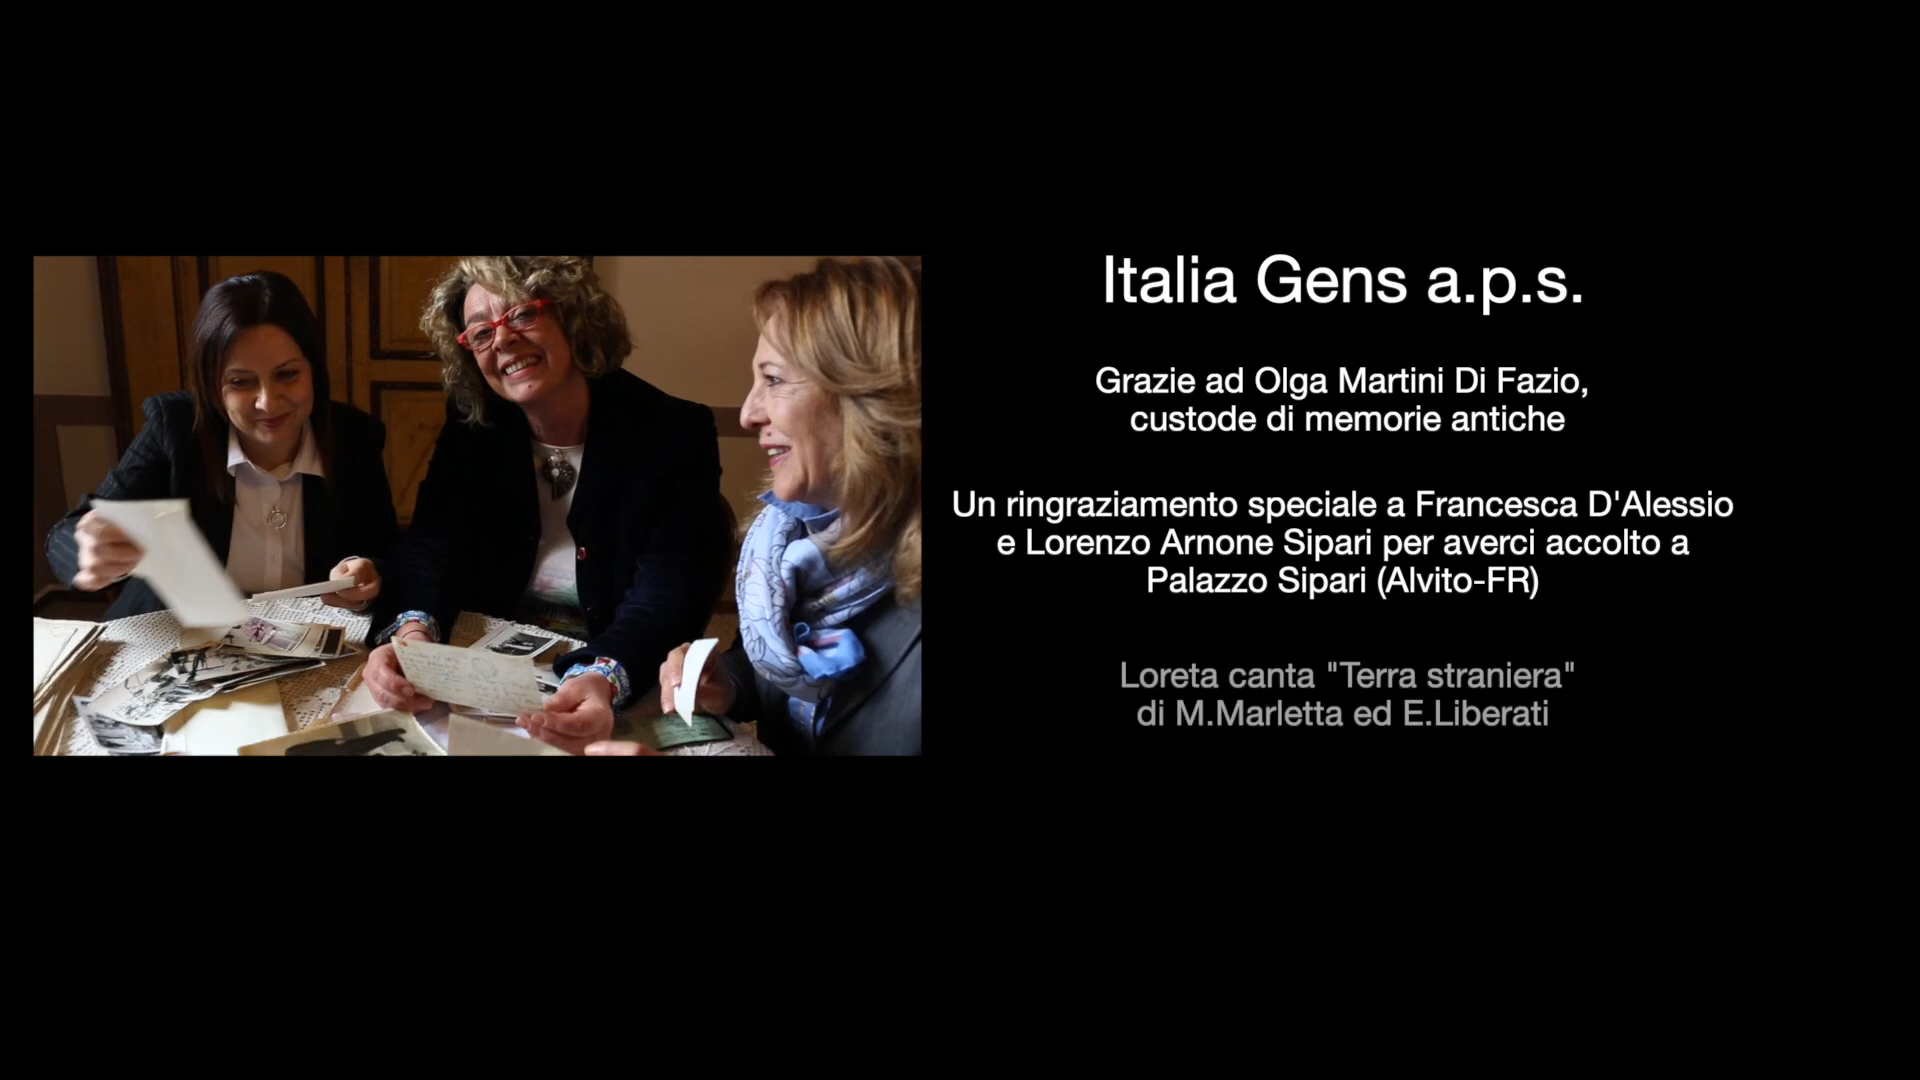 Italia Gens a.p.s.
Grazie ad Olga Martini Di Fazio,
custode di memorie antiche
Un ringraziamento speciale a Francesca D'Alessio
e Lorenzo Arnone Sipari per averci accolto a
Palazzo Sipari (Alvito-FR)
Loreta canta "Terra straniera"
di M.Marletta ed E.Liberati